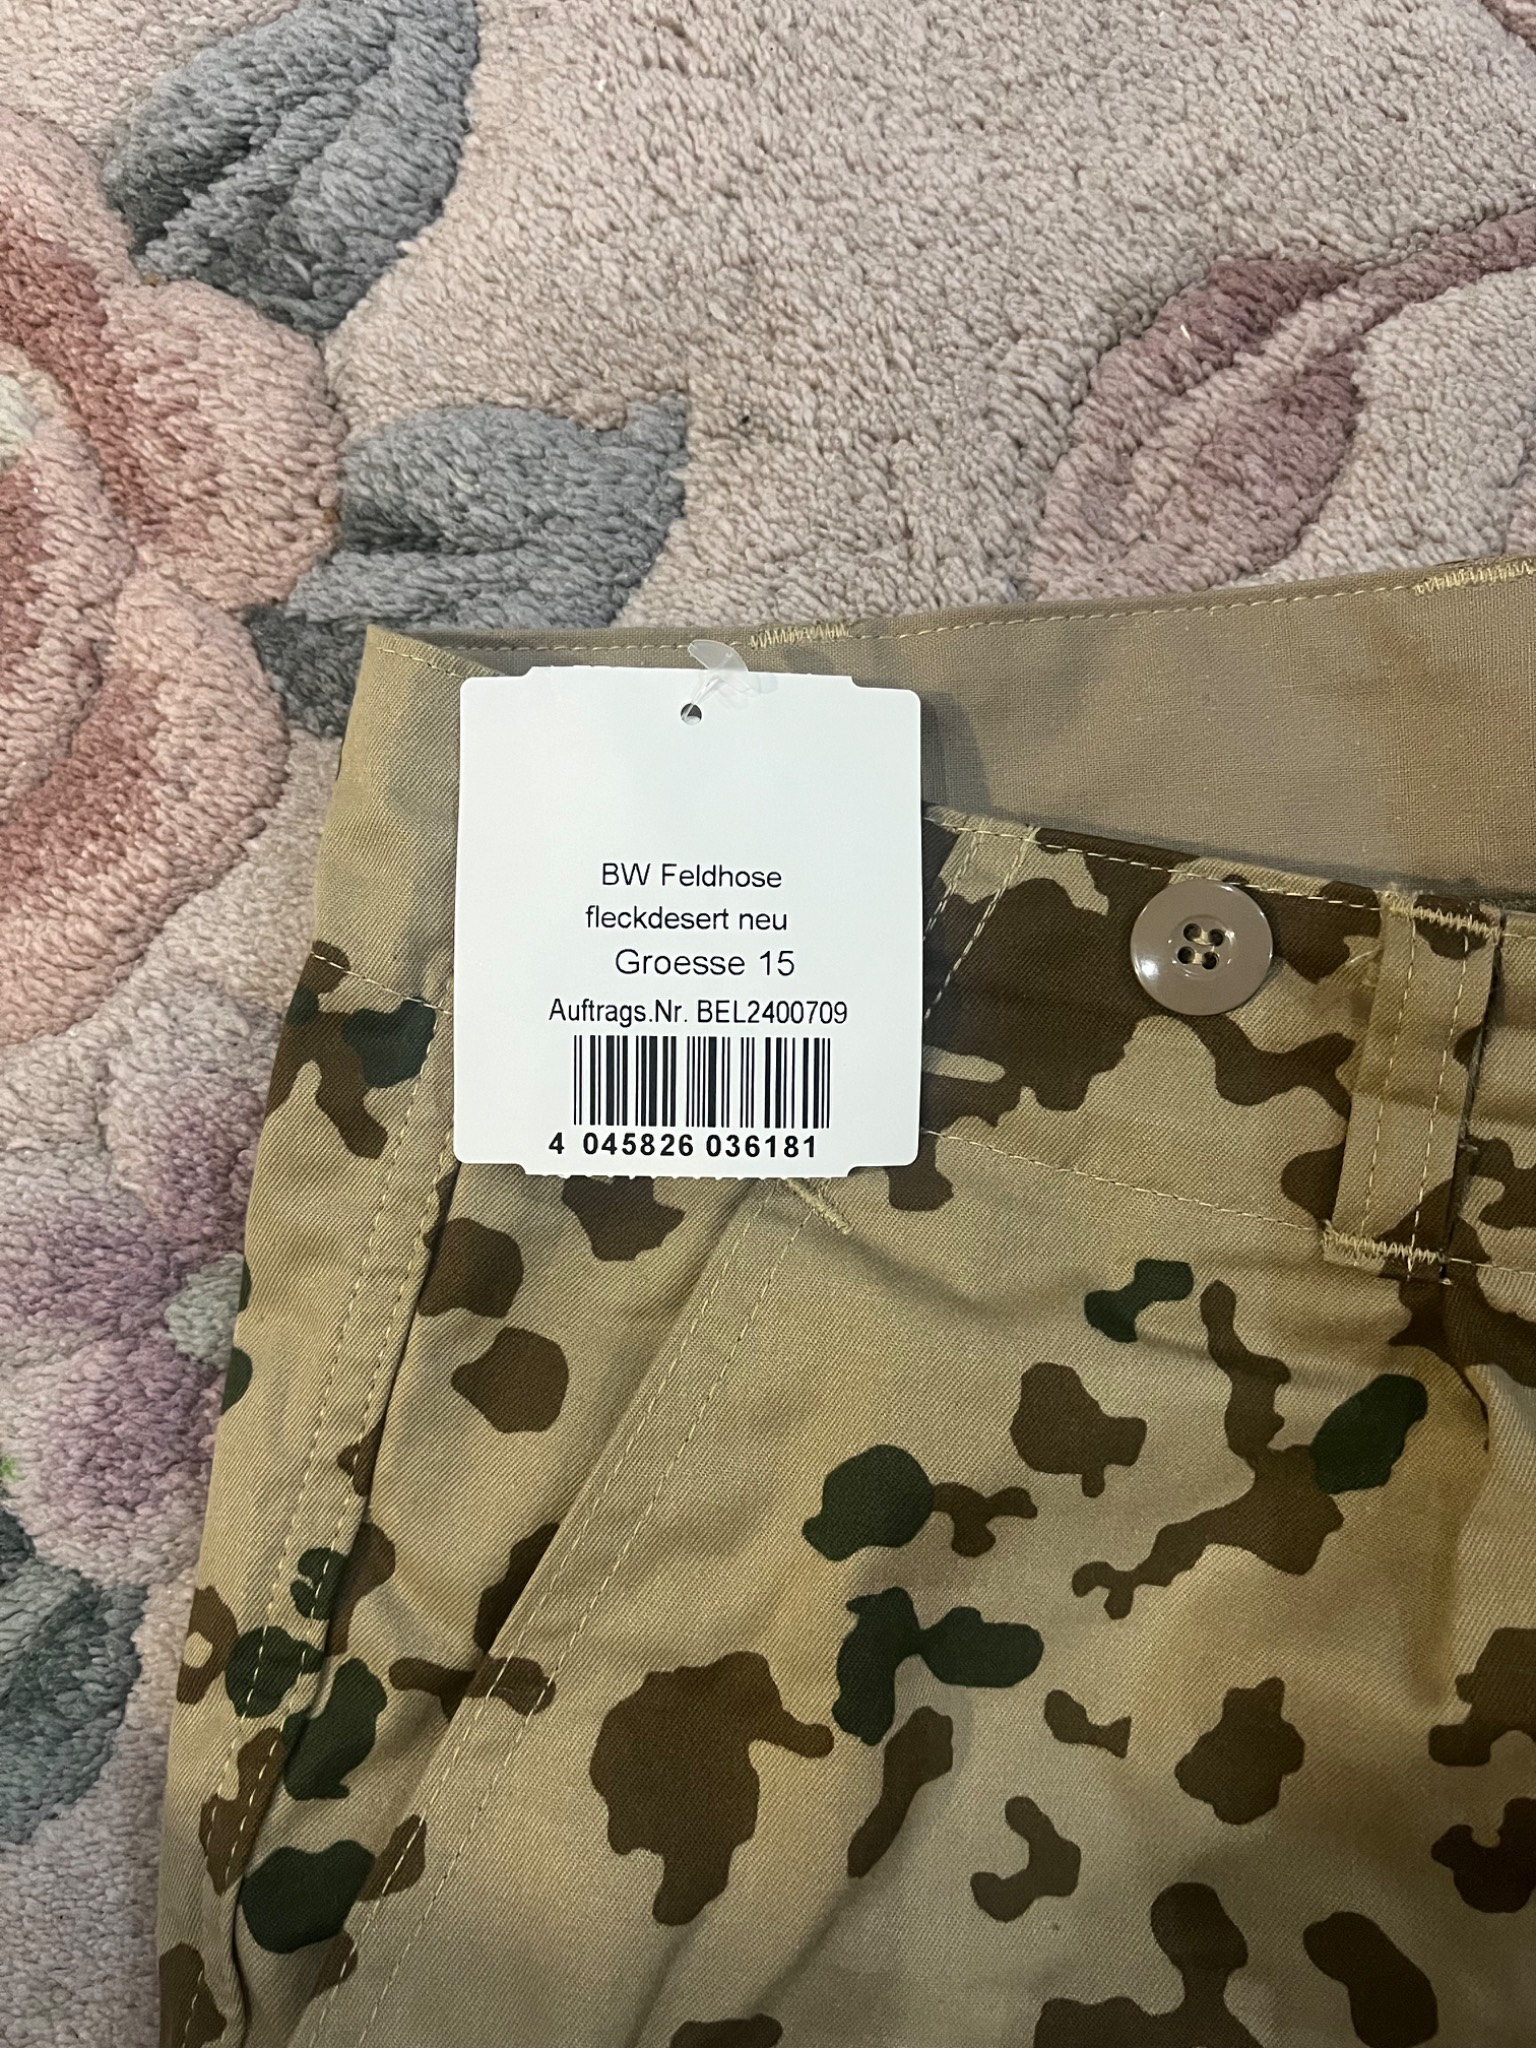 BW Feldhose
fleckdesert neu
Groesse 15
Auftrags.Nr. BEL2400709
4 045826 036181